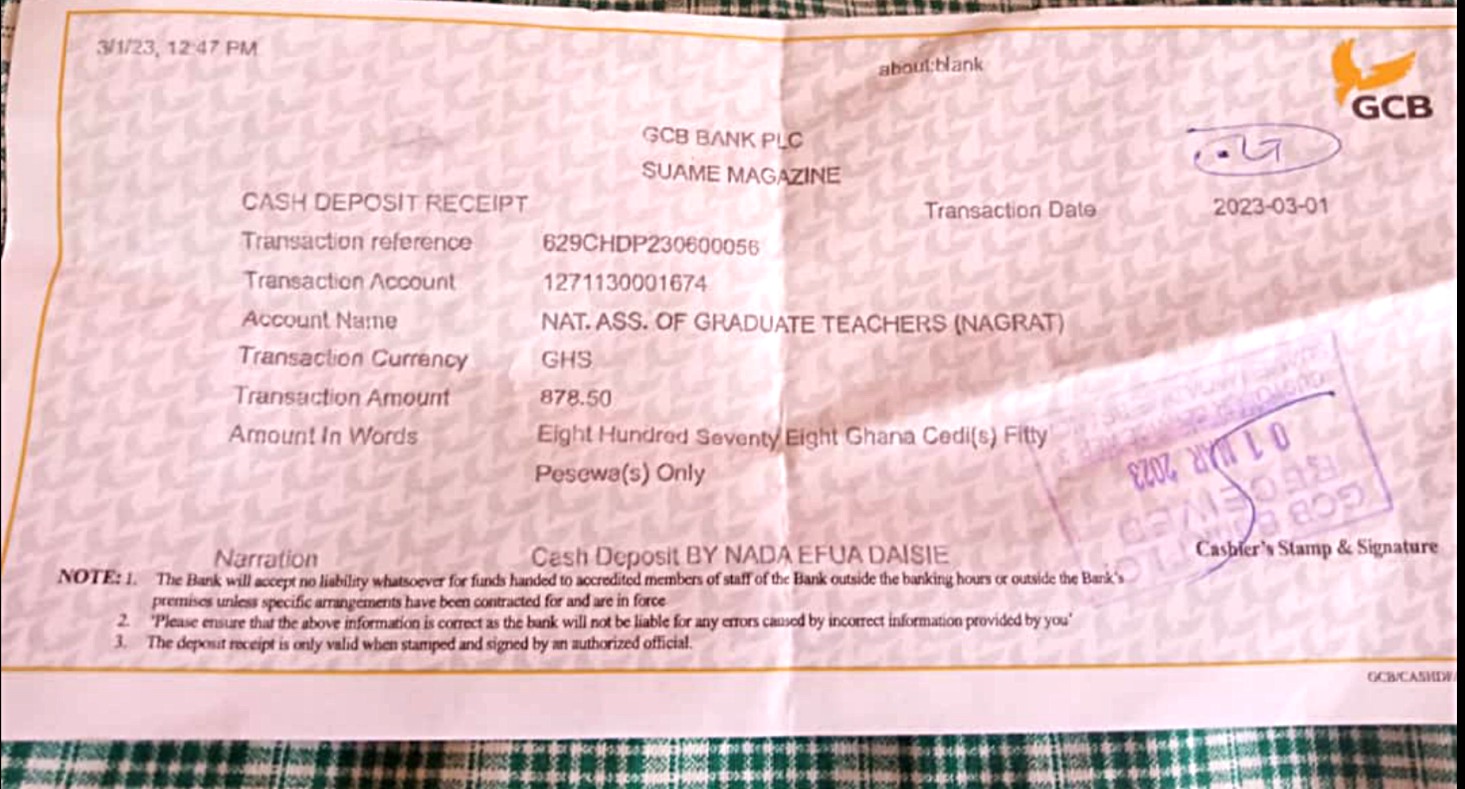 3/1/23, 12:47 PM
about:blank
GCB
GCB BANK PLC
SUAME MAGAZINE
CASH DEPOSIT RECEIPT
Transaction Date 2023-03-01
Transaction reference 629CHDP230600056
Transaction Account 1271130001674
Account Name NAT. ASS. OF GRADUATE TEACHERS (NAGRAT)
Transaction Currency GHS
Transaction Amount 878.50
Amount In Words Eight Hundred Seventy Eight Ghana Cedi(s) Fifty
Pesewa(s) Only
GCB BANK
RECEIVED
01 MAR 2023
Narration Cash Deposit BY NADA EFUA DAISIE
Cashier's Stamp & Signature
NOTE: 1. The Bank will accept no liability whatsoever for funds handed to accredited members of staff of the Bank outside the banking hours or outside the Bank's
premises unless specific arrangements have been contracted for and are in force
2. 'Please ensure that the above information is correct as the bank will not be liable for any errors caused by incorrect information provided by you'
3. The deposit receipt is only valid when stamped and signed by an authorized official.